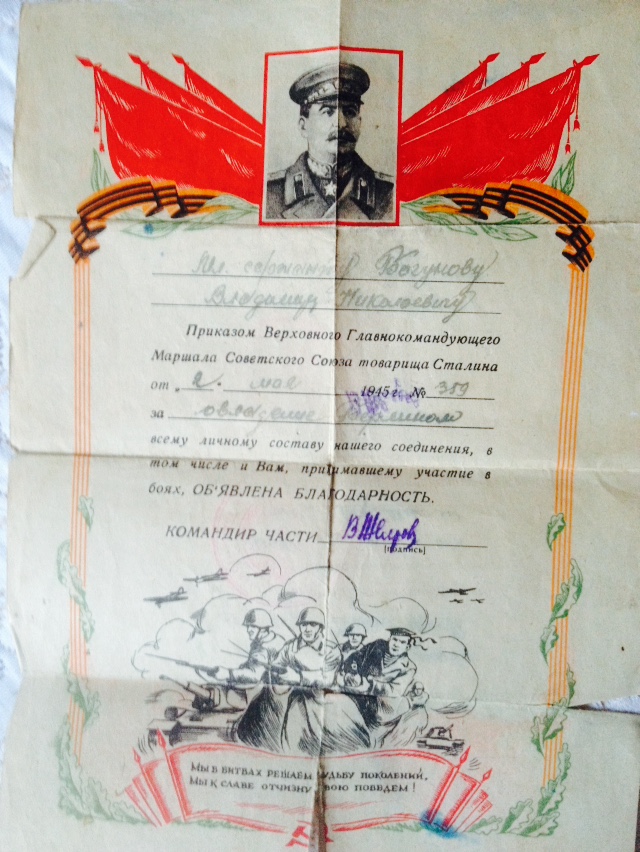 Мл. сержанту Богунову
Владимиру Николаевичу
Приказом Верховного Главнокомандующего
Маршала Советского Союза товарища Сталина
от „2“ мая 1945 г. № 359
за овладение Берлином
всему личному составу нашего соединения, в
том числе и Вам, принимавшему участие в
боях, ОБ'ЯВЛЕНА БЛАГОДАРНОСТЬ.
КОМАНДИР ЧАСТИ
[подпись]
Мы в битвах решаем судьбу поколений,
Мы к славе отчизну свою поведем!